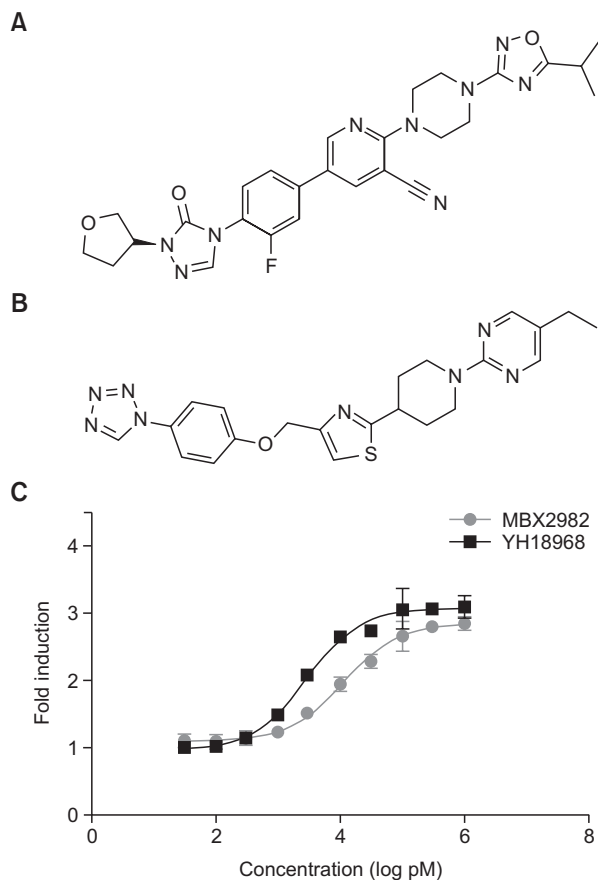 A
N
O
N
N
N
N
N
N
O
N
O
N
N
N
F
B
N
N
N
N
N
N
N
N
O
S
C
MBX2982
YH18968
4
3
2
1
0
Fold induction
0 2 4 6 8
Concentration (log pM)